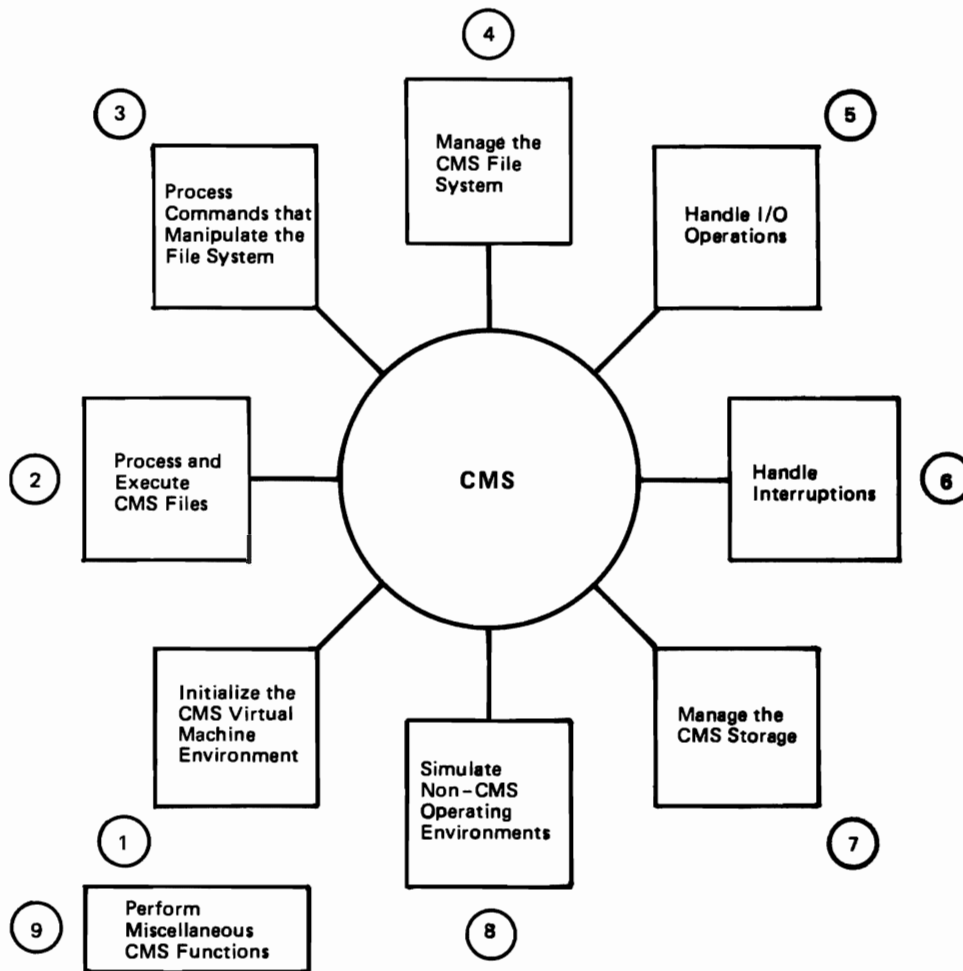 4
Manage the
CMS File
System
3
Process
Commands that
Manipulate the
File System
5
Handle I/O
Operations
2
Process and
Execute
CMS Files
CMS
Handle
Interruptions
6
Initialize the
CMS Virtual
Machine
Environment
1
Simulate
Non-CMS
Operating
Environments
8
Manage the
CMS Storage
7
9
Perform
Miscellaneous
CMS Functions